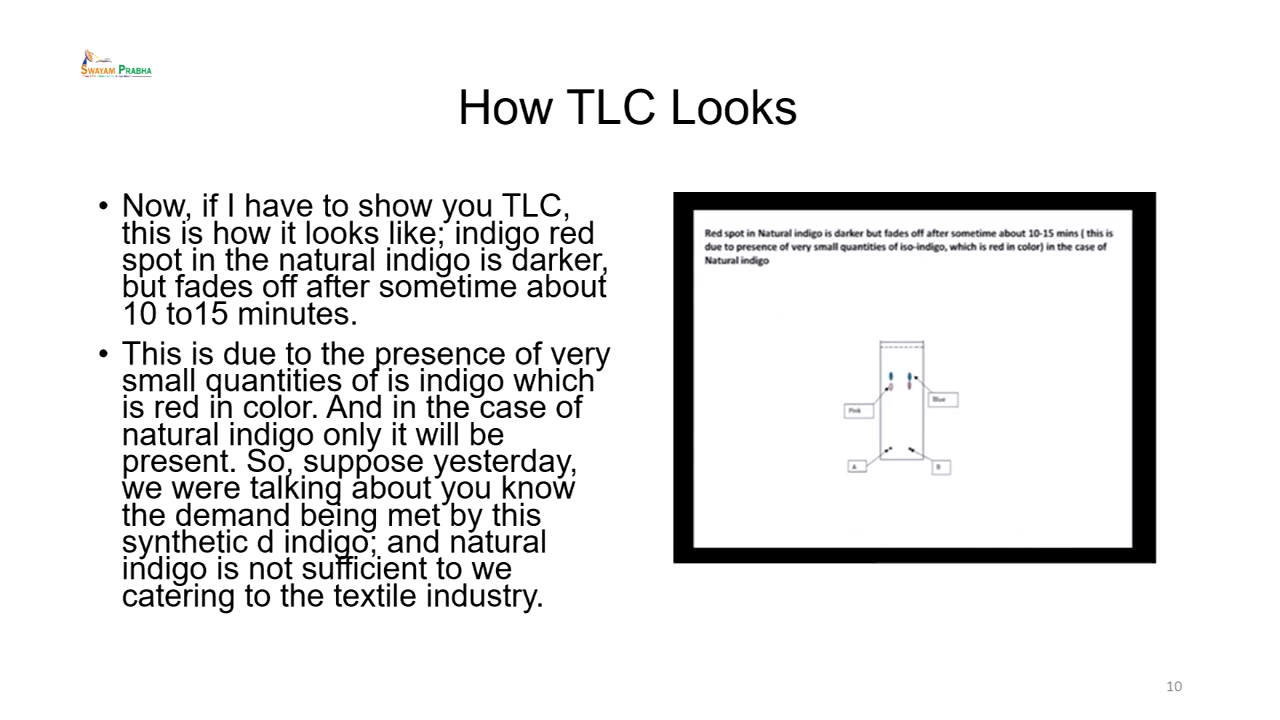 SWAYAM PRABHA
How TLC Looks
• Now, if I have to show you TLC,
this is how it looks like; indigo red
spot in the natural indigo is darker,
but fades off after sometime about
10 to15 minutes.
• This is due to the presence of very
small quantities of is indigo which
is red in color. And in the case of
natural indigo only it will be
present. So, suppose yesterday,
we were talking about you know
the demand being met by this
synthetic d indigo; and natural
indigo is not sufficient to we
catering to the textile industry.
Red spot in Natural indigo is darker but fades off after sometime about 10-15 mins ( this is
due to presence of very small quantities of iso-indigo, which is red in color) in the case of
Natural indigo
Blue
Pink
A
B
10